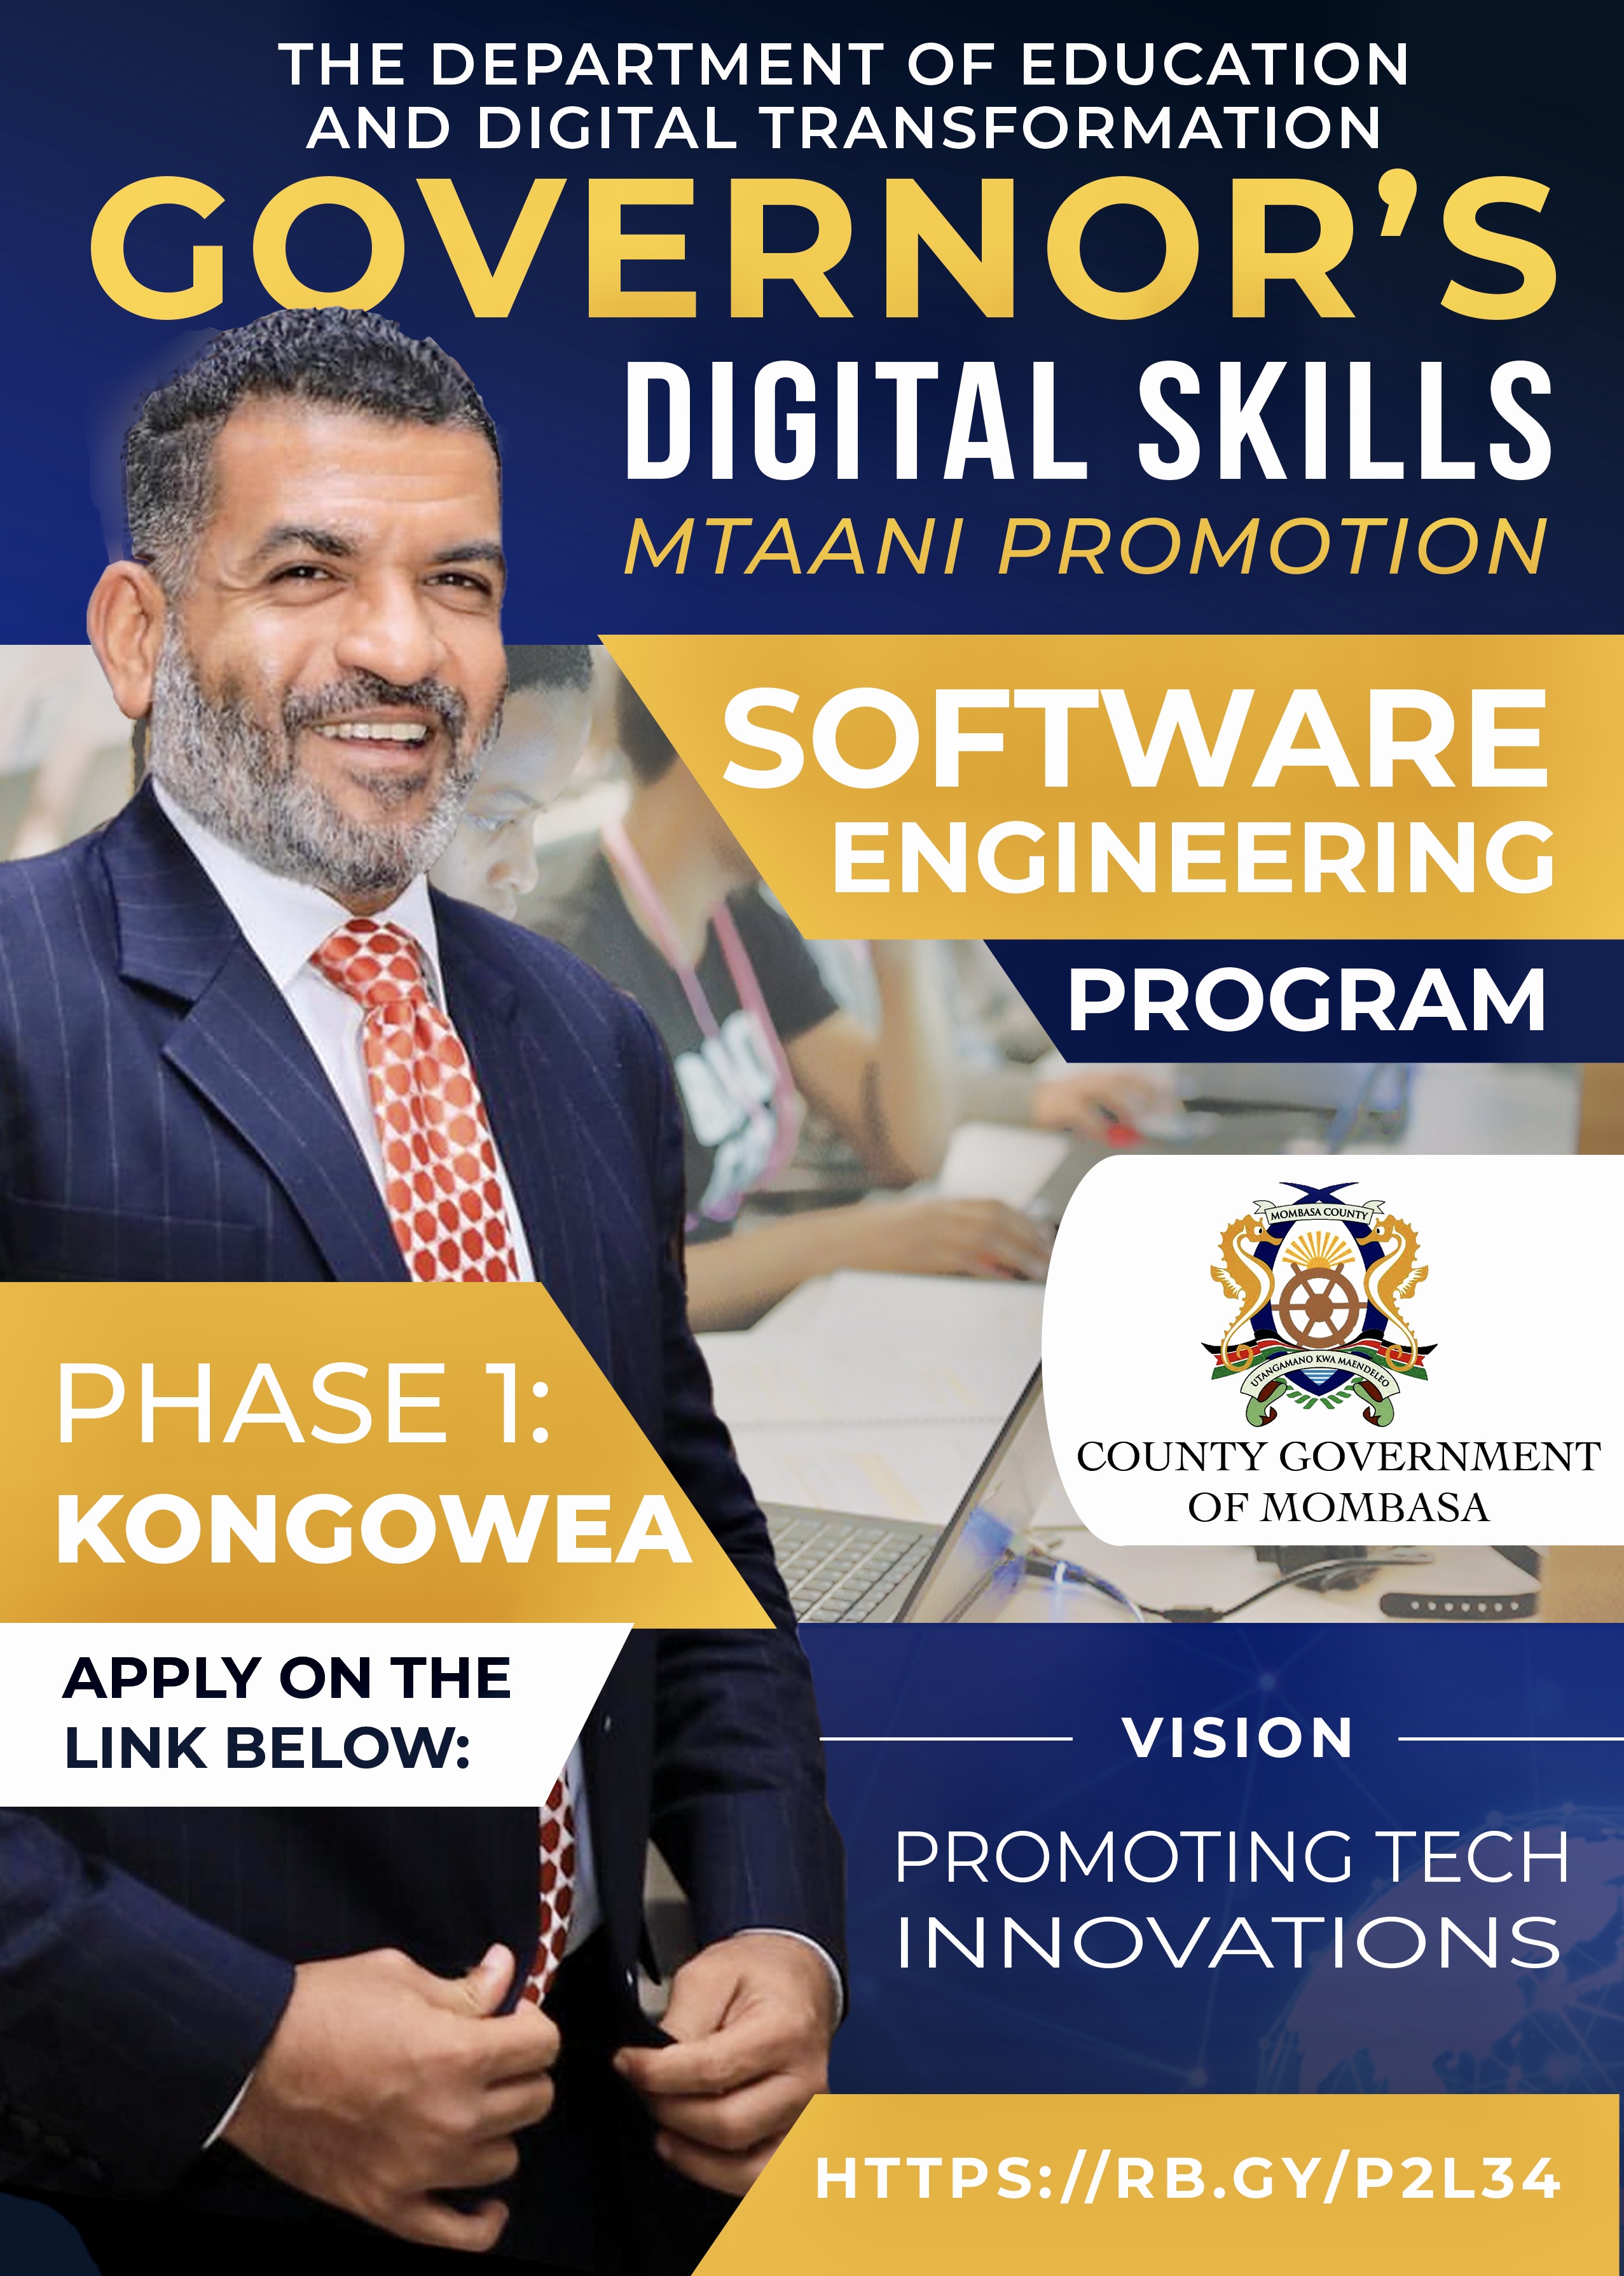 THE DEPARTMENT OF EDUCATION
AND DIGITAL TRANSFORMATION
GOVERNOR'S
DIGITAL SKILLS
MTAANI PROMOTION
SOFTWARE
ENGINEERING
PROGRAM
MOMBASA COUNTY
UTANGAMANO KWA MAENDELEO
COUNTY GOVERNMENT
OF MOMBASA
PHASE 1:
KONGOWEA
APPLY ON THE
LINK BELOW:
VISION
PROMOTING TECH
INNOVATIONS
HTTPS://RB.GY/P2L34